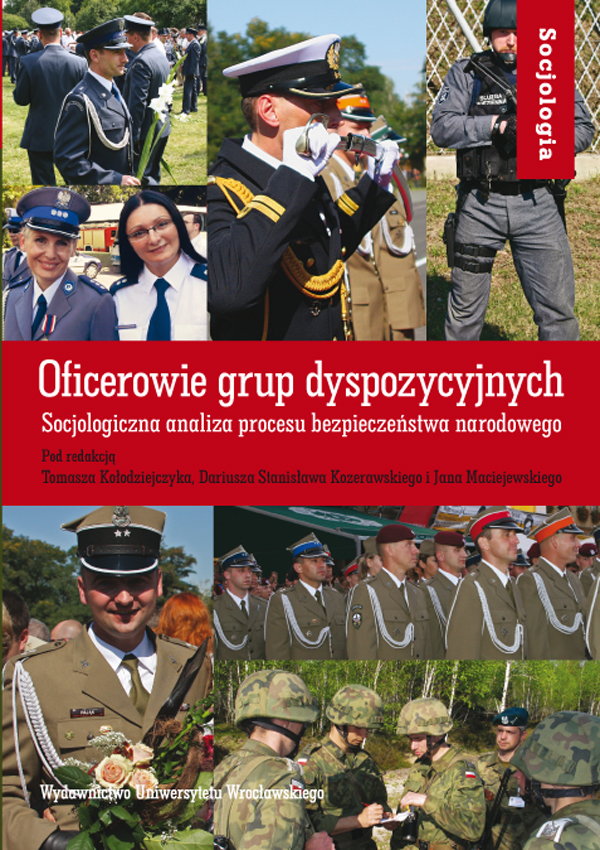 Socjologia
SŁUŻBA
Oficerowie grup dyspozycyjnych
Socjologiczna analiza procesu bezpieczeństwa narodowego
Pod redakcją
Tomasza Kołodziejczyka, Dariusza Stanisława Kozerawskiego i Jana Maciejewskiego
Wydawnictwo Uniwersytetu Wrocławskiego